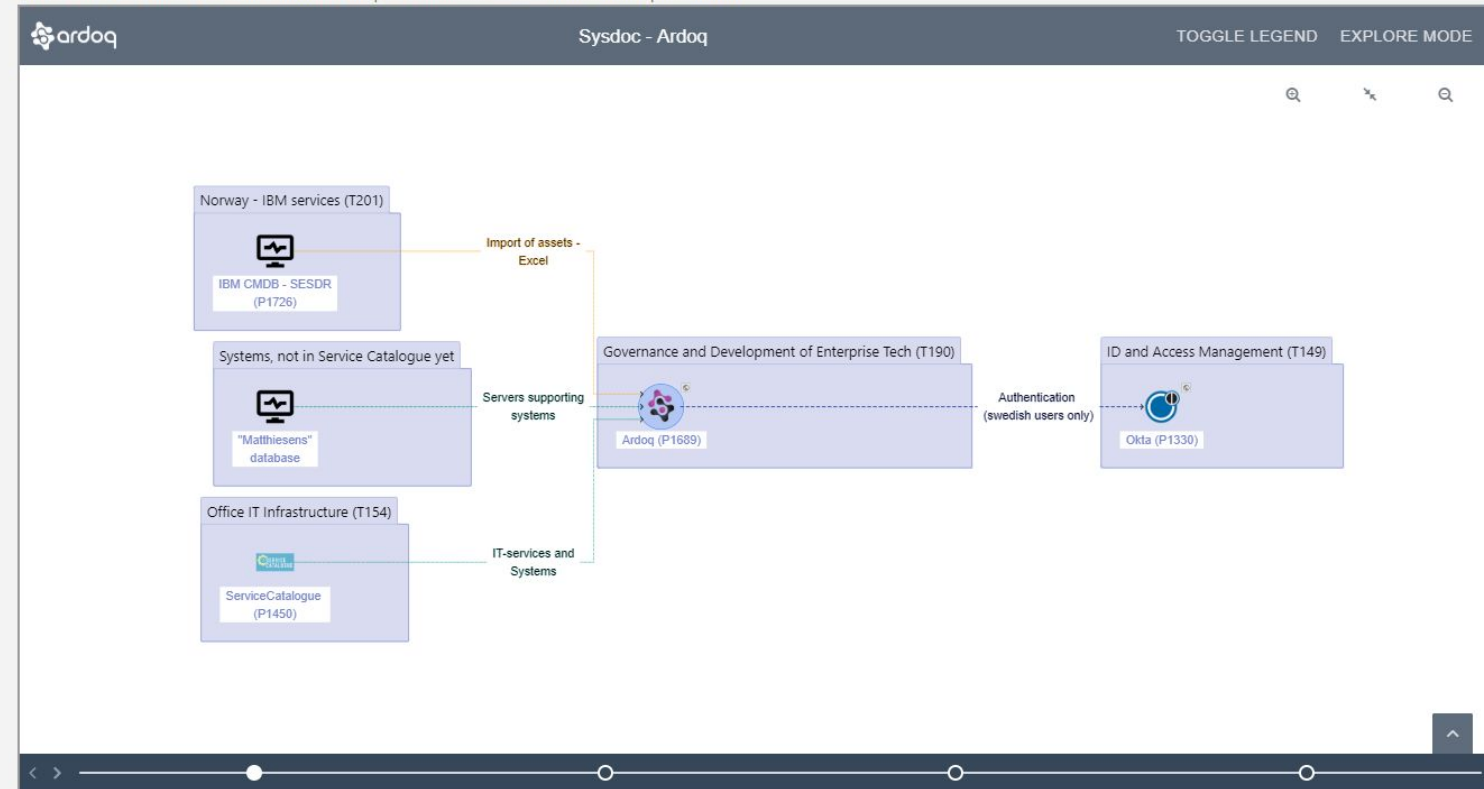 ardoq
Sysdoc - Ardoq
TOGGLE LEGEND
EXPLORE MODE
Norway - IBM services (T201)
IBM CMDB - SESDR
(P1726)
Import of assets -
Excel
Systems, not in Service Catalogue yet
"Matthiesens"
database
Servers supporting
systems
Governance and Development of Enterprise Tech (T190)
Ardoq (P1689)
Authentication
(swedish users only)
ID and Access Management (T149)
Okta (P1330)
Office IT Infrastructure (T154)
SERVICE
CATALOGUE
ServiceCatalogue
(P1450)
IT-services and
Systems